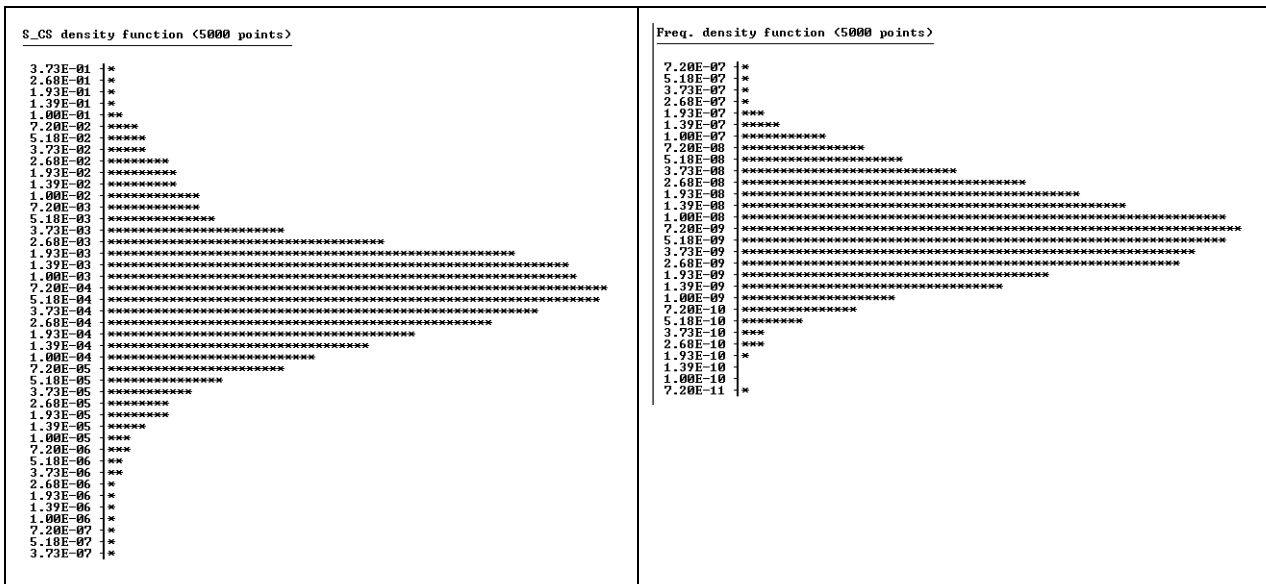 S_CS density function (5000 points)
3.73E-01
2.68E-01
1.93E-01
1.39E-01
1.00E-01
7.20E-02
5.18E-02
3.73E-02
2.68E-02
1.93E-02
1.39E-02
1.00E-02
7.20E-03
5.18E-03
3.73E-03
2.68E-03
1.93E-03
1.39E-03
1.00E-03
7.20E-04
5.18E-04
3.73E-04
2.68E-04
1.93E-04
1.39E-04
1.00E-04
7.20E-05
5.18E-05
3.73E-05
2.68E-05
1.93E-05
1.39E-05
1.00E-05
7.20E-06
5.18E-06
3.73E-06
2.68E-06
1.93E-06
1.39E-06
1.00E-06
7.20E-07
5.18E-07
3.73E-07
Freq. density function (5000 points)
7.20E-07
5.18E-07
3.73E-07
2.68E-07
1.93E-07
1.39E-07
1.00E-07
7.20E-08
5.18E-08
3.73E-08
2.68E-08
1.93E-08
1.39E-08
1.00E-08
7.20E-09
5.18E-09
3.73E-09
2.68E-09
1.93E-09
1.39E-09
1.00E-09
7.20E-10
5.18E-10
3.73E-10
2.68E-10
1.93E-10
1.39E-10
1.00E-10
7.20E-11